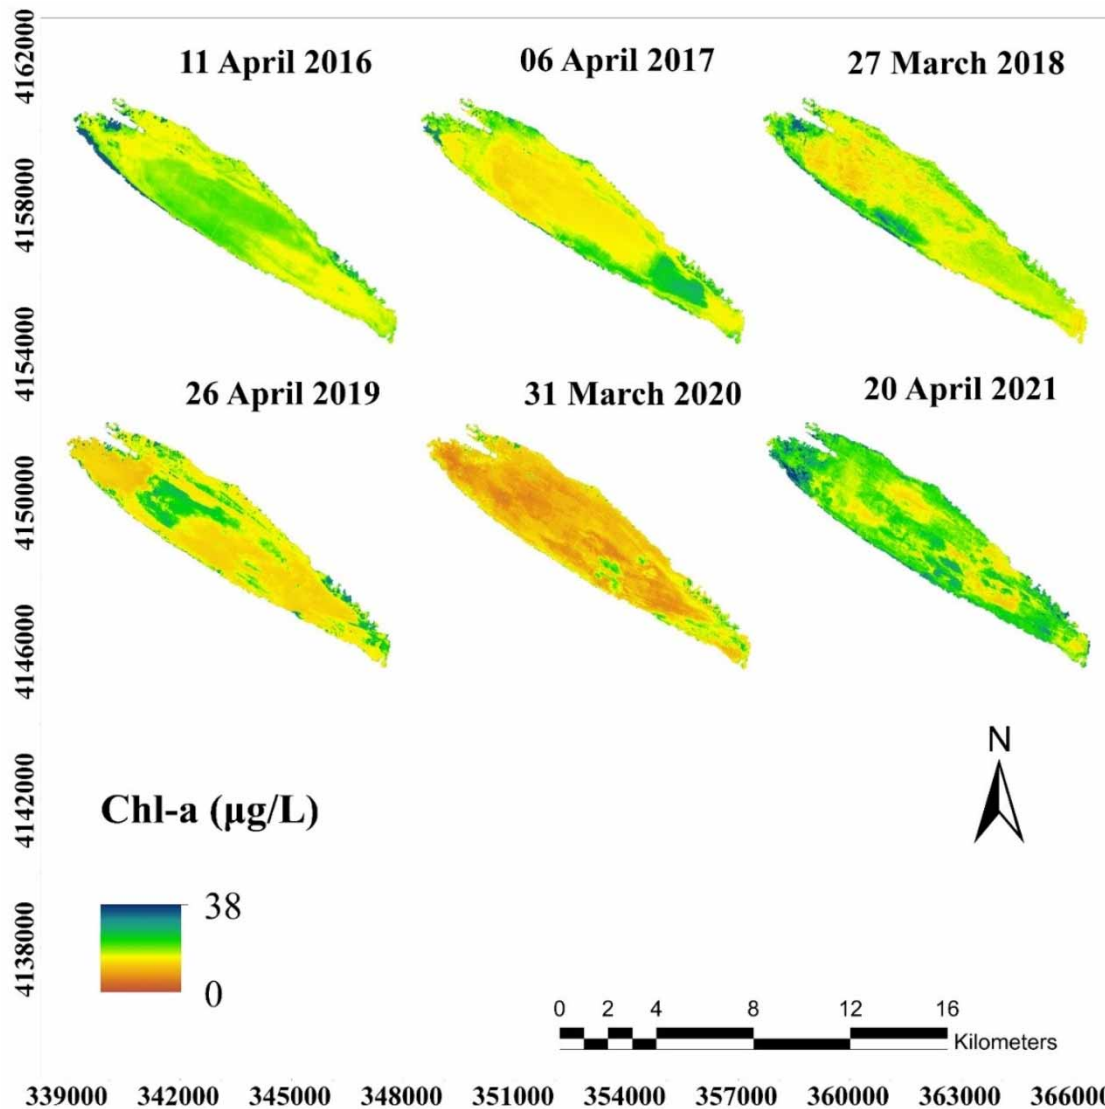 11 April 2016
06 April 2017
27 March 2018
26 April 2019
31 March 2020
20 April 2021
4162000
4158000
4154000
4150000
4146000
4142000
4138000
N
Chl-a (µg/L)
38
0
0 2 4 8 12 16
Kilometers
339000 342000 345000 348000 351000 354000 357000 360000 363000 36600